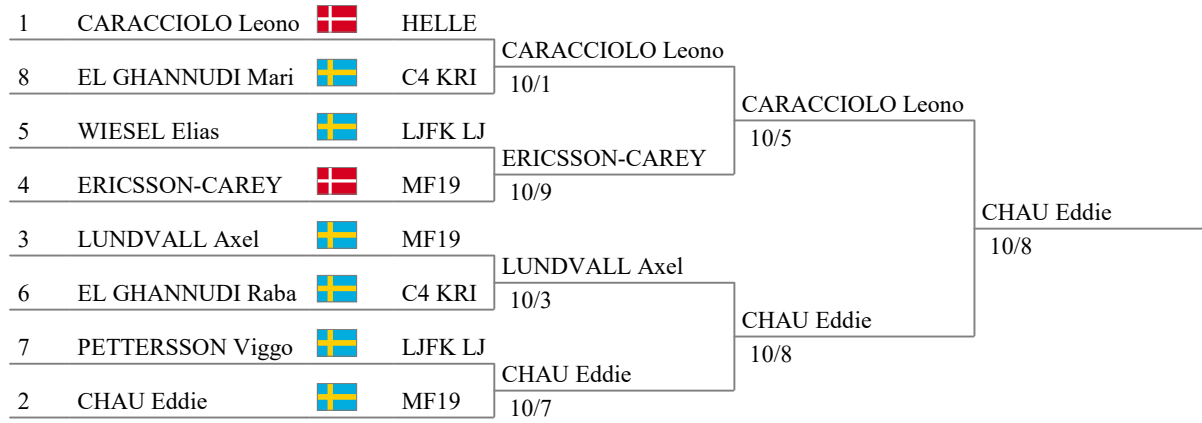 1 CARACCIOLO Leono HELLE
CARACCIOLO Leono
8 EL GHANNUDI Mari C4 KRI
10/1
CARACCIOLO Leono
5 WIESEL Elias LJFK LJ
10/5
ERICSSON-CAREY
4 ERICSSON-CAREY MF19
10/9
CHAU Eddie
3 LUNDVALL Axel MF19
10/8
LUNDVALL Axel
6 EL GHANNUDI Raba C4 KRI
10/3
CHAU Eddie
7 PETTERSSON Viggo LJFK LJ
10/8
CHAU Eddie
2 CHAU Eddie MF19
10/7